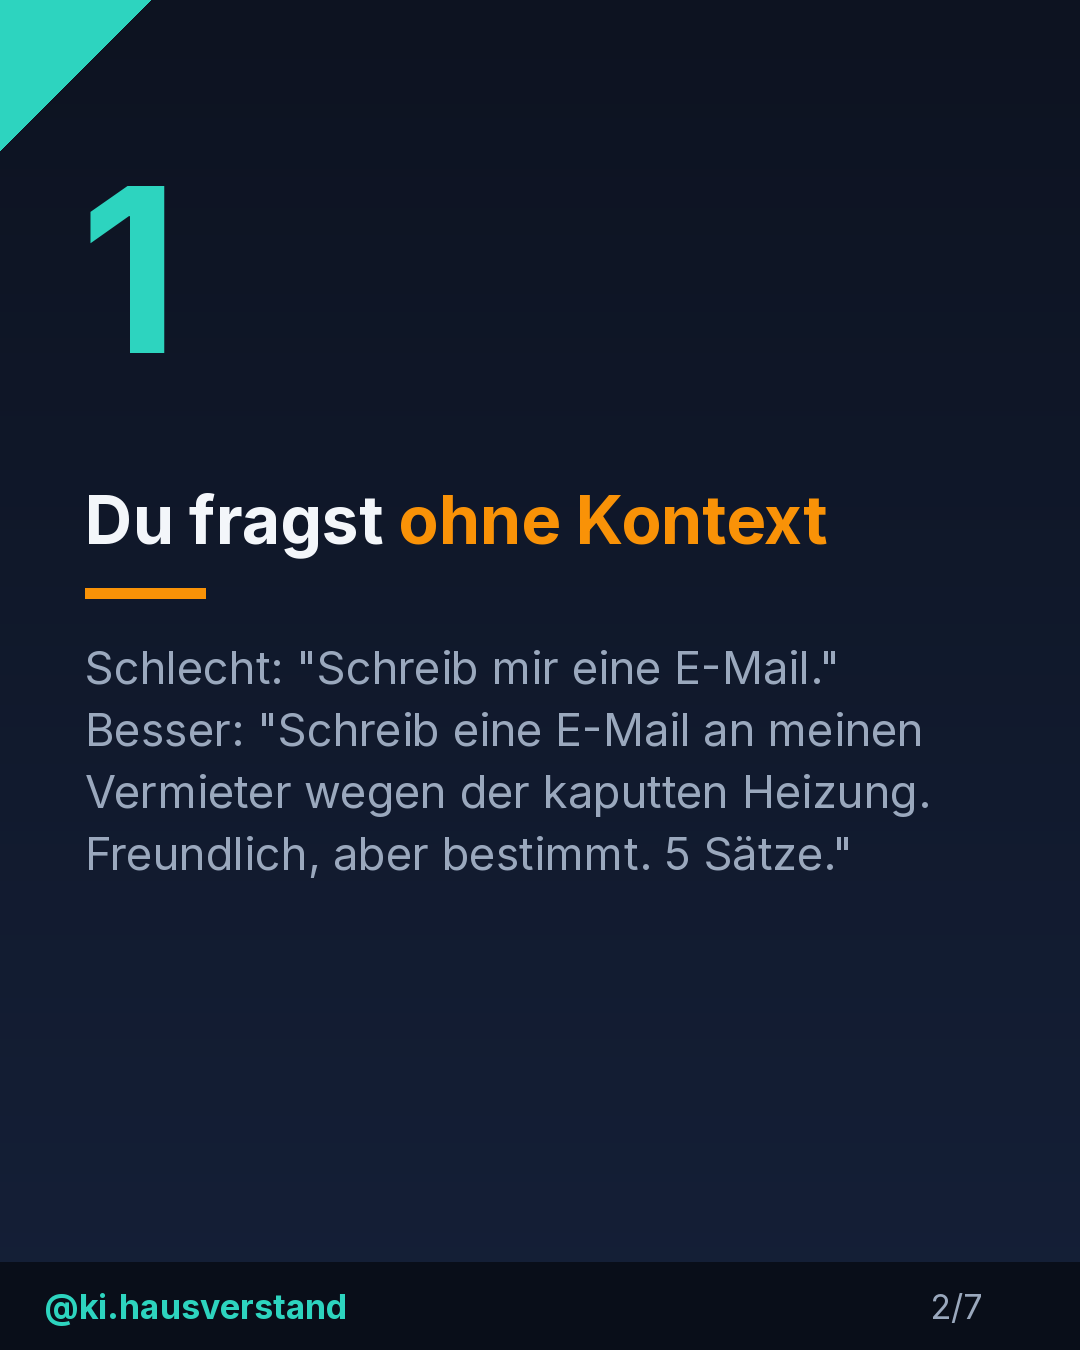 1
Du fragst ohne Kontext
Schlecht: "Schreib mir eine E-Mail."
Besser: "Schreib eine E-Mail an meinen
Vermieter wegen der kaputten Heizung.
Freundlich, aber bestimmt. 5 Sätze."
@ki.hausverstand
2/7